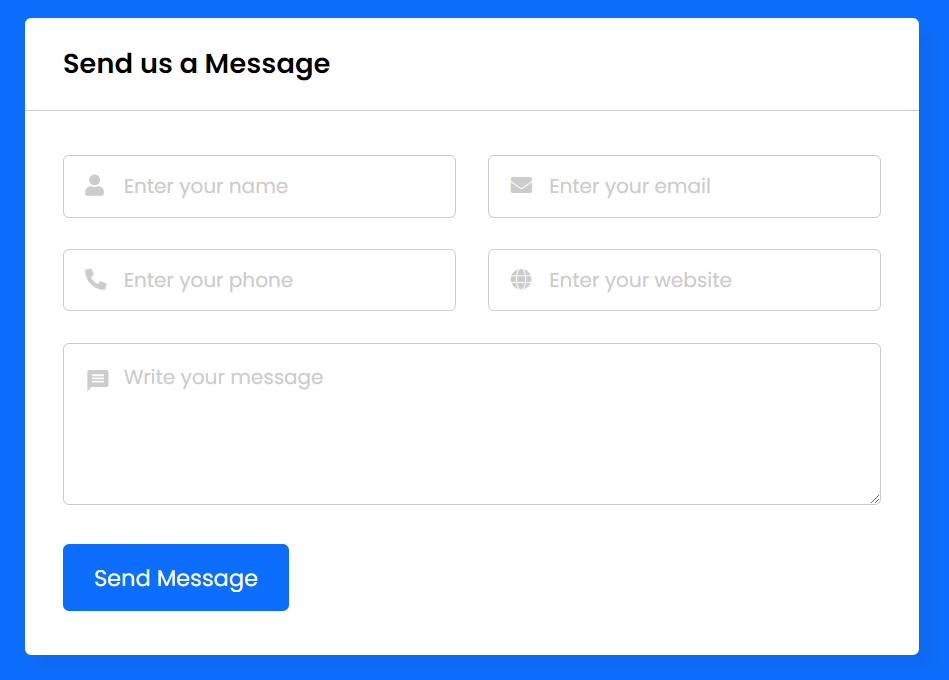 Send us a Message
Enter your name
Enter your email
Enter your phone
Enter your website
Write your message
Send Message